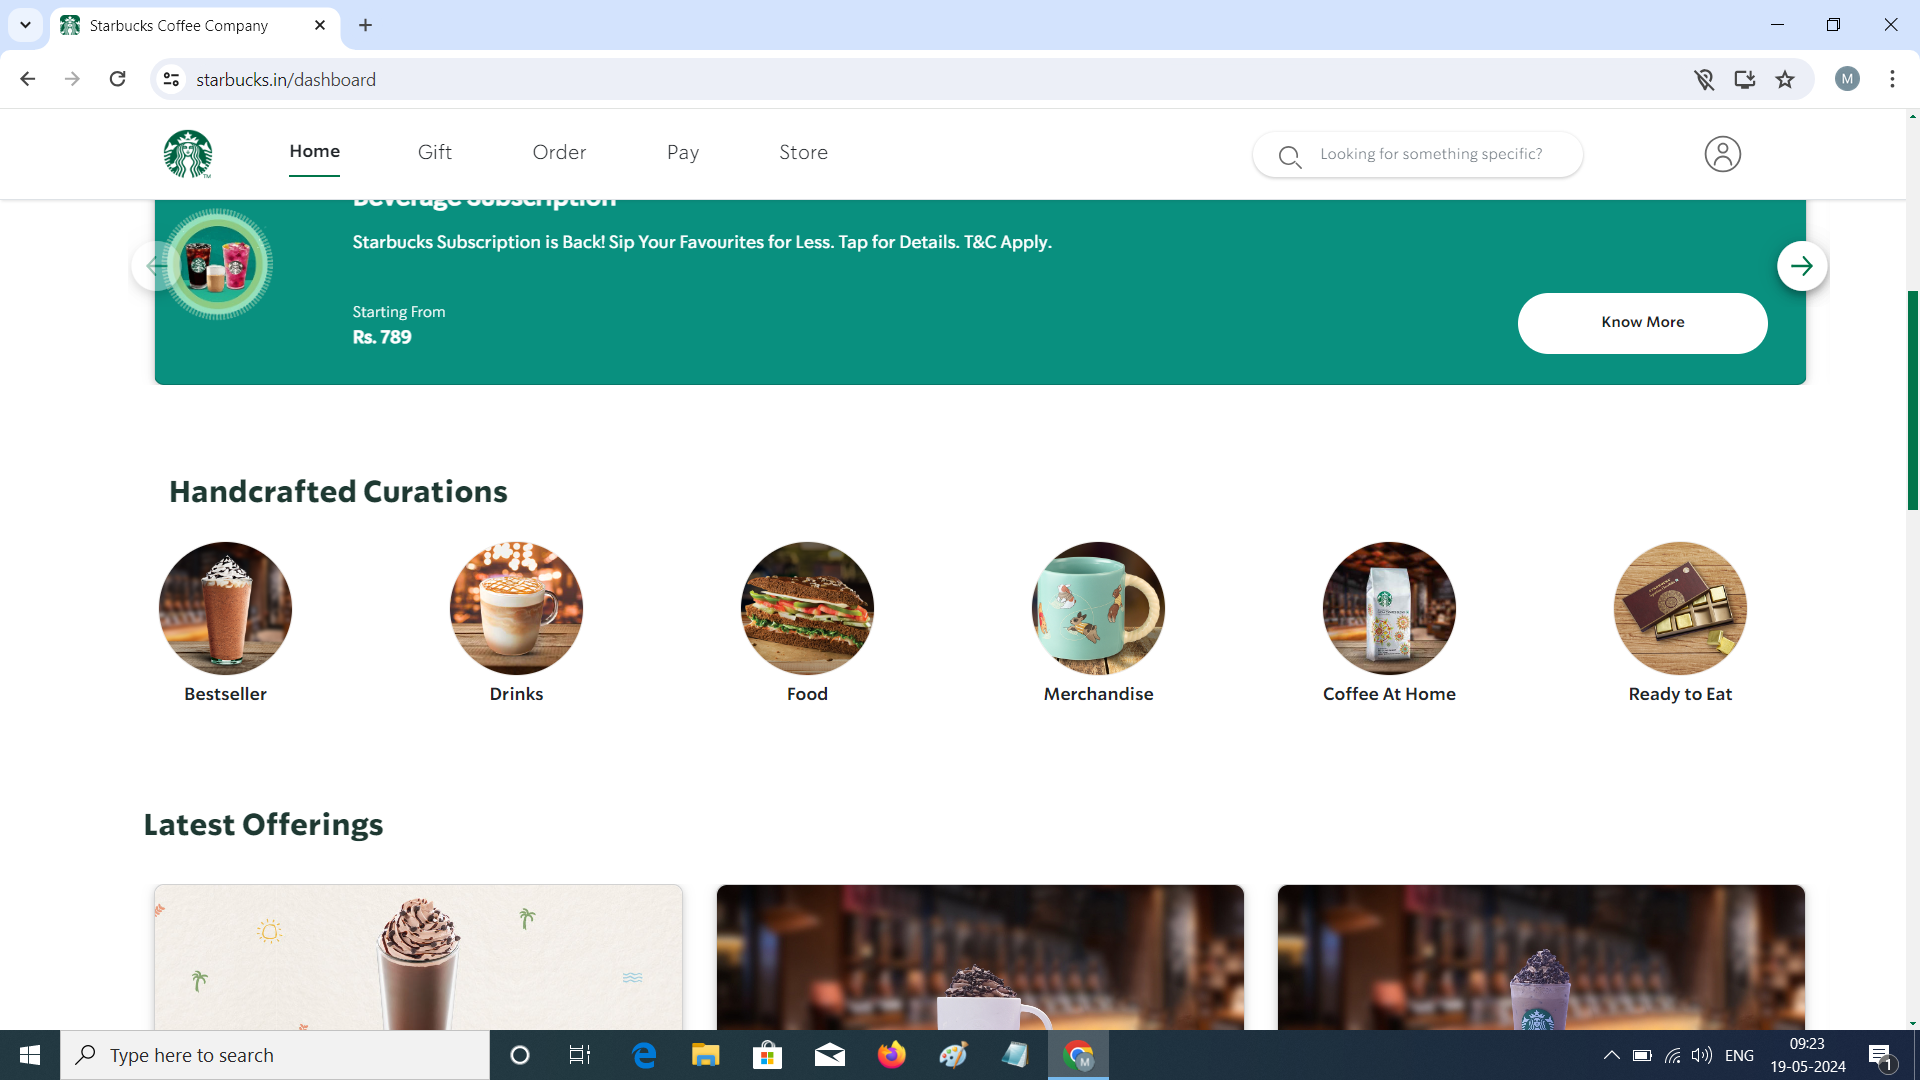 Starbucks Coffee Company
starbucks.in/dashboard
M
Home
Gift
Order
Pay
Store
Looking for something specific?
Beverage Subscription
Starbucks Subscription is Back! Sip Your Favourites for Less. Tap for Details. T&C Apply.
Starting From
Rs. 789
Know More
Handcrafted Curations
Bestseller
Drinks
Food
Merchandise
Coffee At Home
Ready to Eat
Latest Offerings
Type here to search
M
ENG
09:23
19-05-2024
1